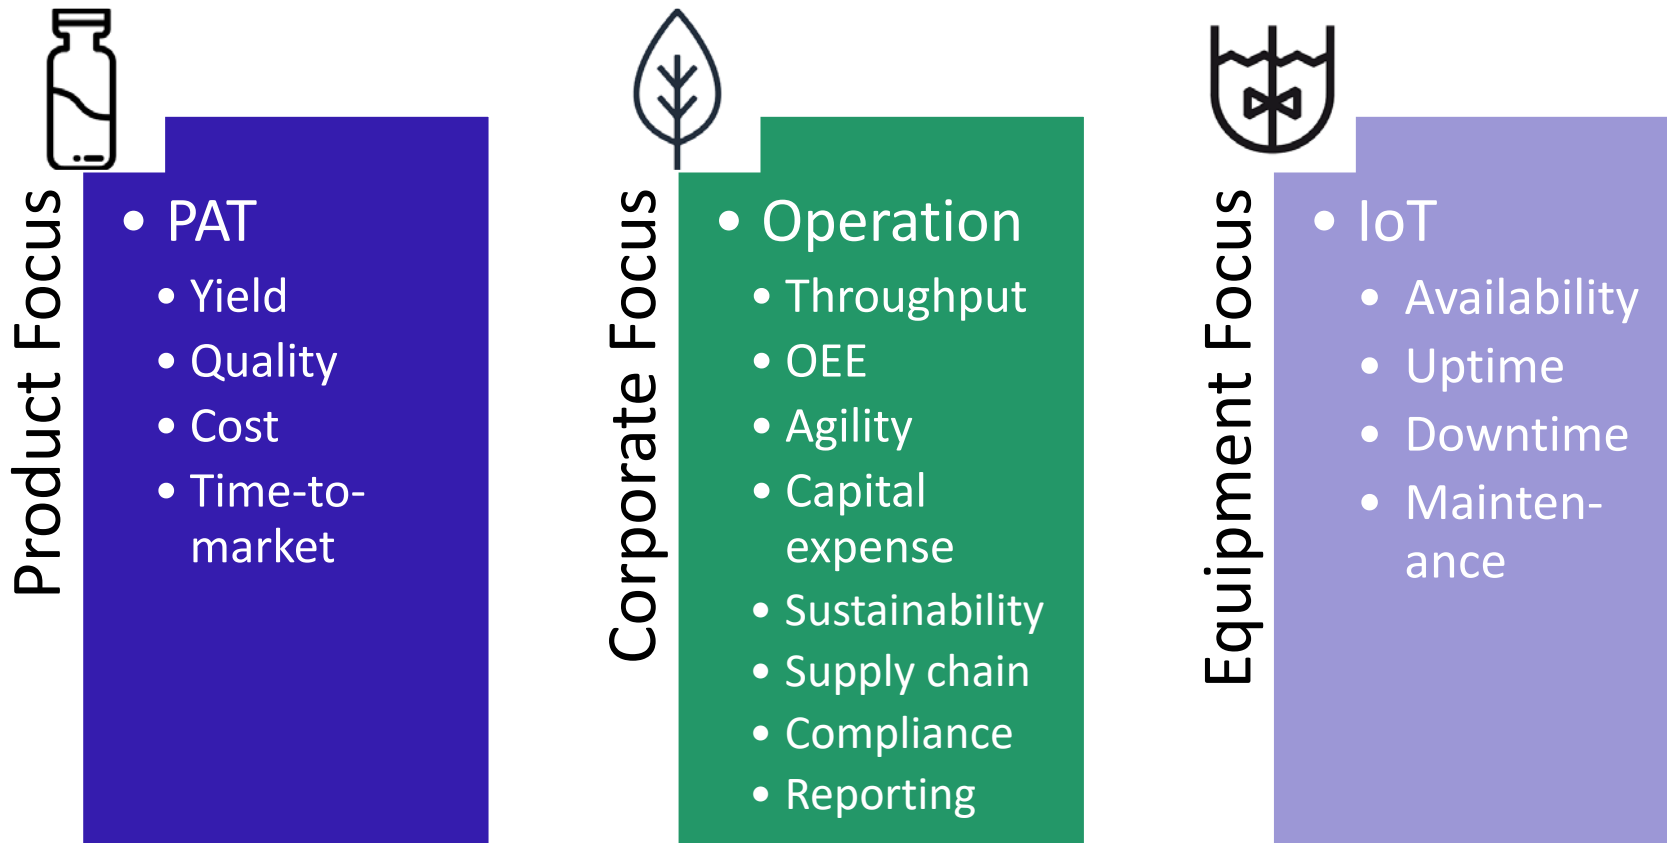 Product Focus
• PAT
• Yield
• Quality
• Cost
• Time-to-
market
Corporate Focus
• Operation
• Throughput
• OEE
• Agility
• Capital
expense
• Sustainability
• Supply chain
• Compliance
• Reporting
Equipment Focus
• IoT
• Availability
• Uptime
• Downtime
• Mainten-
ance